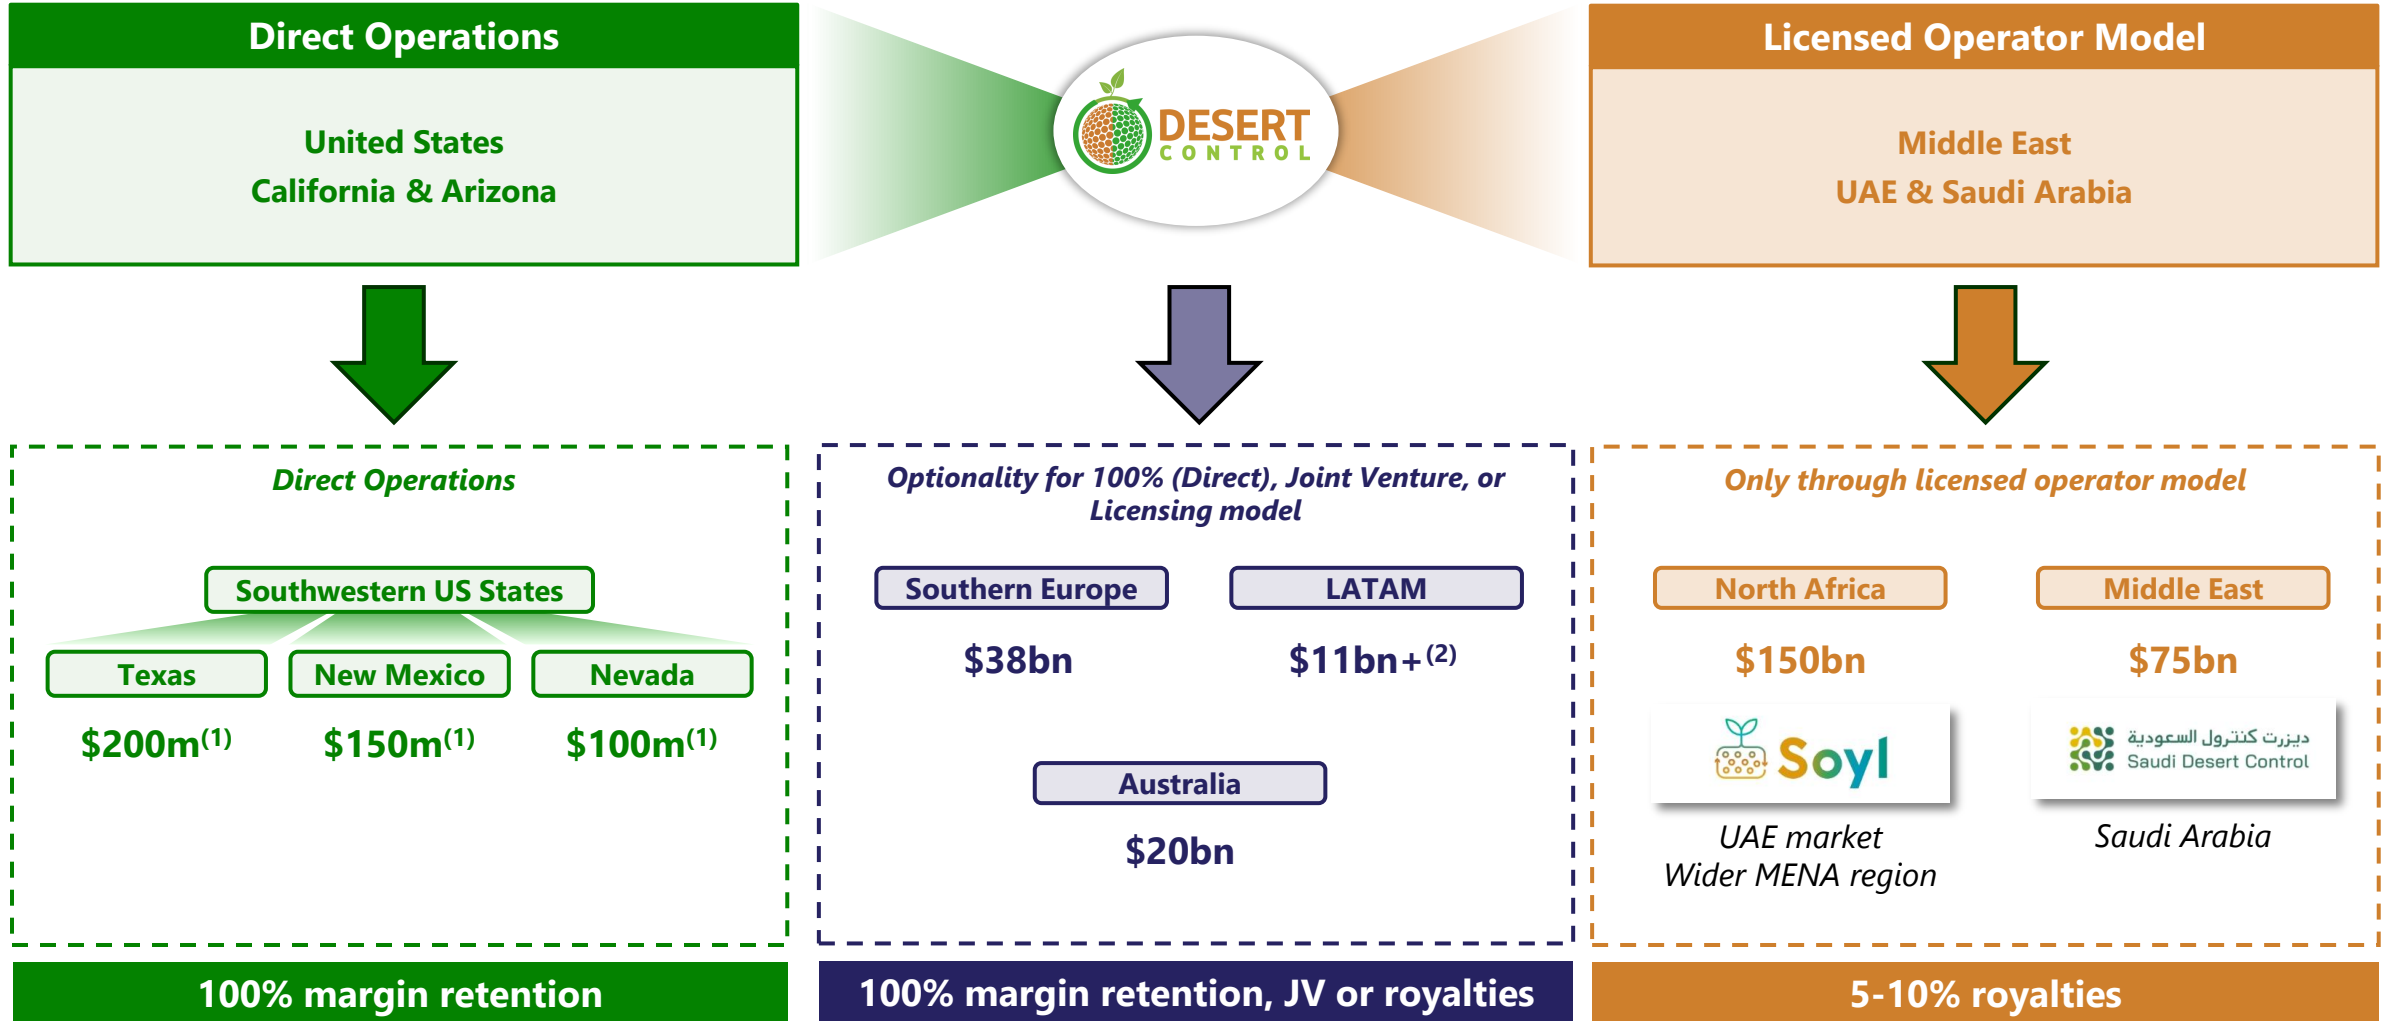 Direct Operations
United States
California & Arizona
DESERT
CONTROL
Licensed Operator Model
Middle East
UAE & Saudi Arabia
Direct Operations
Southwestern US States
Texas
New Mexico
Nevada
$200m(1)
$150m(1)
$100m(1)
100% margin retention
Optionality for 100% (Direct), Joint Venture, or
Licensing model
Southern Europe
LATAM
$38bn
$11bn+(2)
Australia
$20bn
100% margin retention, JV or royalties
Only through licensed operator model
North Africa
Middle East
$150bn
$75bn
Soyl
ديزرت كنترول السعودية
Saudi Desert Control
UAE market
Wider MENA region
Saudi Arabia
5-10% royalties